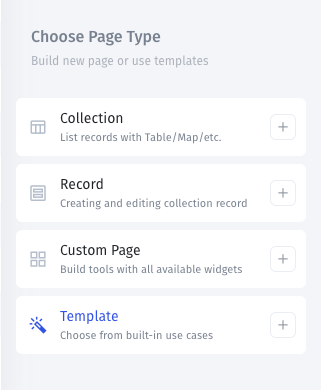 Choose Page Type
Build new page or use templates
Collection
List records with Table/Map/etc.
Record
Creating and editing collection record
Custom Page
Build tools with all available widgets
Template
Choose from built-in use cases